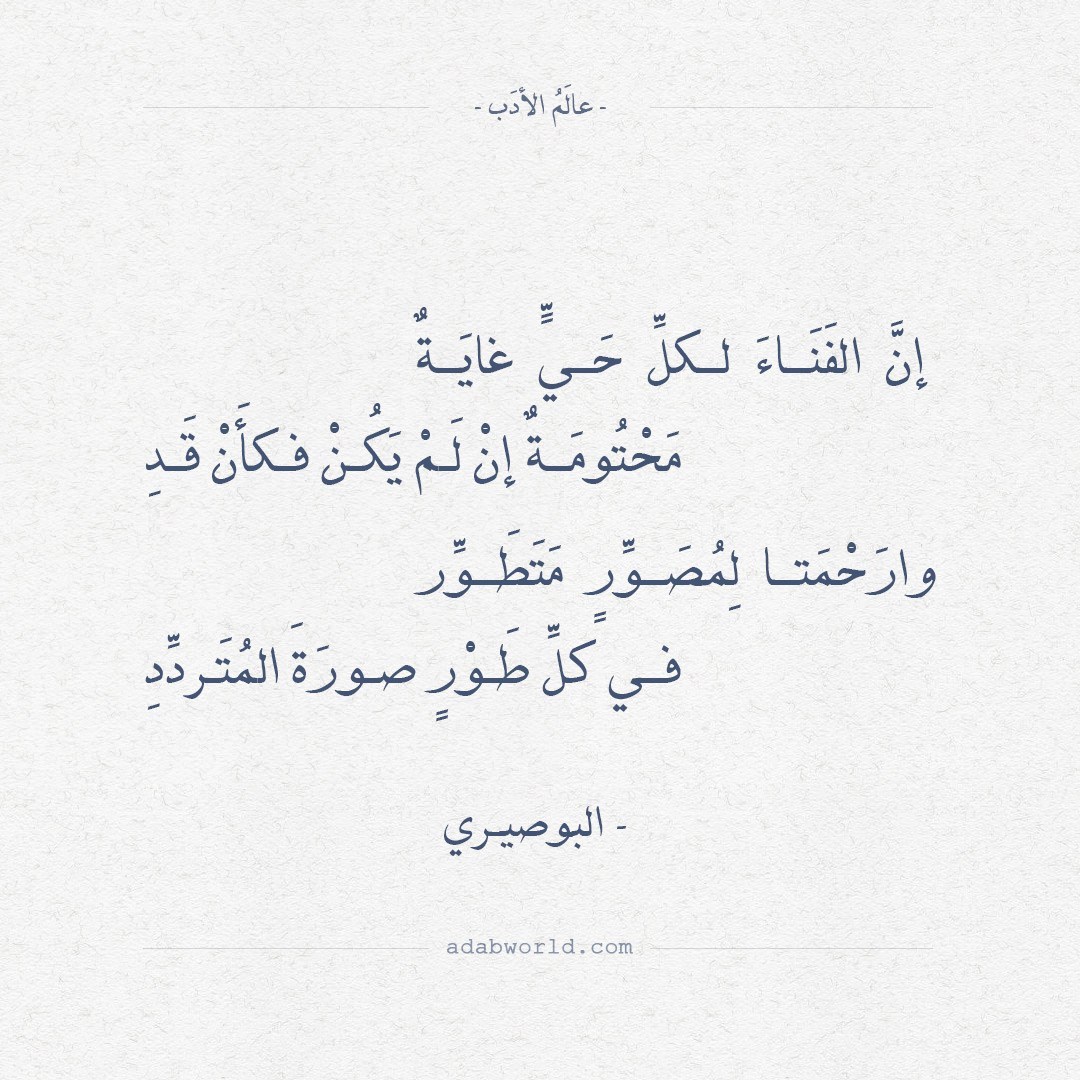 - عالَمُ الأدَب -
إنَّ الفَنَاءَ لكلِّ حَيٍّ غايَةٌ
مَحْتُومَةٌ إنْ لَمْ يَكُنْ فكأَنْ قَدِ
وارَحْمَتا لِمُصَوِّرٍ مَتَطَوِّر
في كلِّ طَوْرٍ صورَةَ المُتَردِّدِ
- البوصيري
adabworld.com